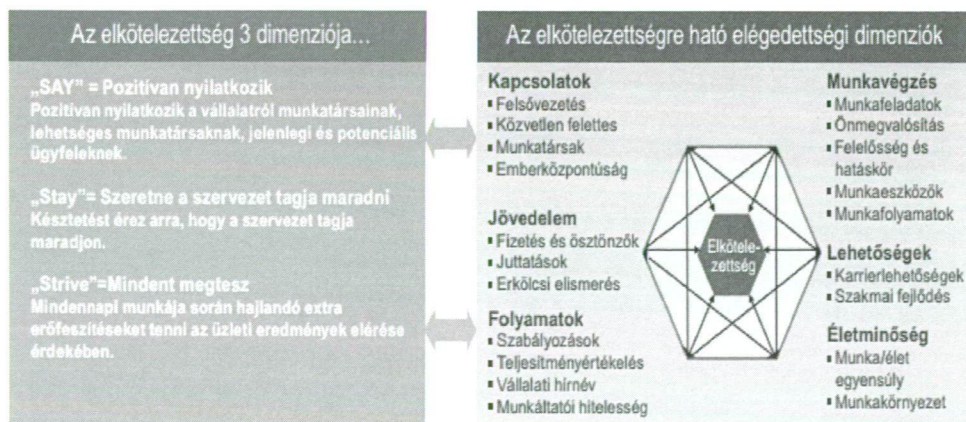 Az elkötelezettség 3 dimenziója...
„SAY” = Pozitívan nyilatkozik
Pozitívan nyilatkozik a vállalatról munkatársainak,
lehetséges munkatársaknak, jelenlegi és potenciális
ügyfeleknek.
„Stay”= Szeretne a szervezet tagja maradni
Késztetést érez arra, hogy a szervezet tagja
maradjon.
„Strive”=Mindent megtesz
Mindennapi munkája során hajlandó extra
erőfeszítéseket tenni az üzleti eredmények elérése
érdekében.
Az elkötelezettségre ható elégedettségi dimenziók
Kapcsolatok
▪ Felsővezetés
▪ Közvetlen felettes
▪ Munkatársak
▪ Emberközpontúság
Jövedelem
▪ Fizetés és ösztönzők
▪ Juttatások
▪ Erkölcsi elismerés
Folyamatok
▪ Szabályozások
▪ Teljesítményértékelés
▪ Vállalati hírnév
▪ Munkáltatói hitelesség
Elkötele-
zettség
Munkavégzés
▪ Munkafeladatok
▪ Önmegvalósítás
▪ Felelősség és
hatáskör
▪ Munkaeszközök
▪ Munkafolyamatok
Lehetőségek
▪ Karrierlehetőségek
▪ Szakmai fejlődés
Életminőség
▪ Munka/élet
egyensúly
▪ Munkakörnyezet